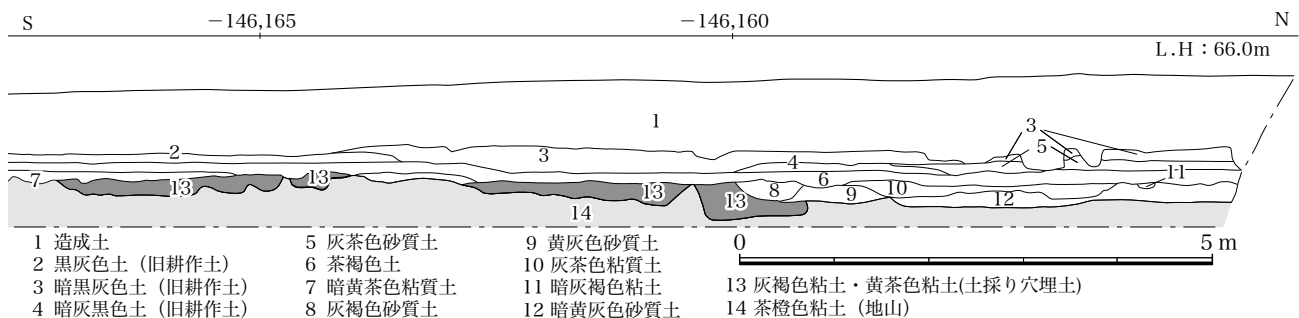 S −146,165 −146,160 N
L.H：66.0m
1
3
2 3 4 5
11
7 13 13 13 13 8 6 9 10 12
14
0 5 m
1 造成土
2 黒灰色土（旧耕作土）
3 暗黒灰色土（旧耕作土）
4 暗灰黒色土（旧耕作土）
5 灰茶色砂質土
6 茶褐色土
7 暗黄茶色粘質土
8 灰褐色砂質土
9 黄灰色砂質土
10 灰茶色粘質土
11 暗灰褐色粘土
12 暗黄灰色砂質土
13 灰褐色粘土・黄茶色粘土(土採り穴埋土)
14 茶橙色粘土（地山）